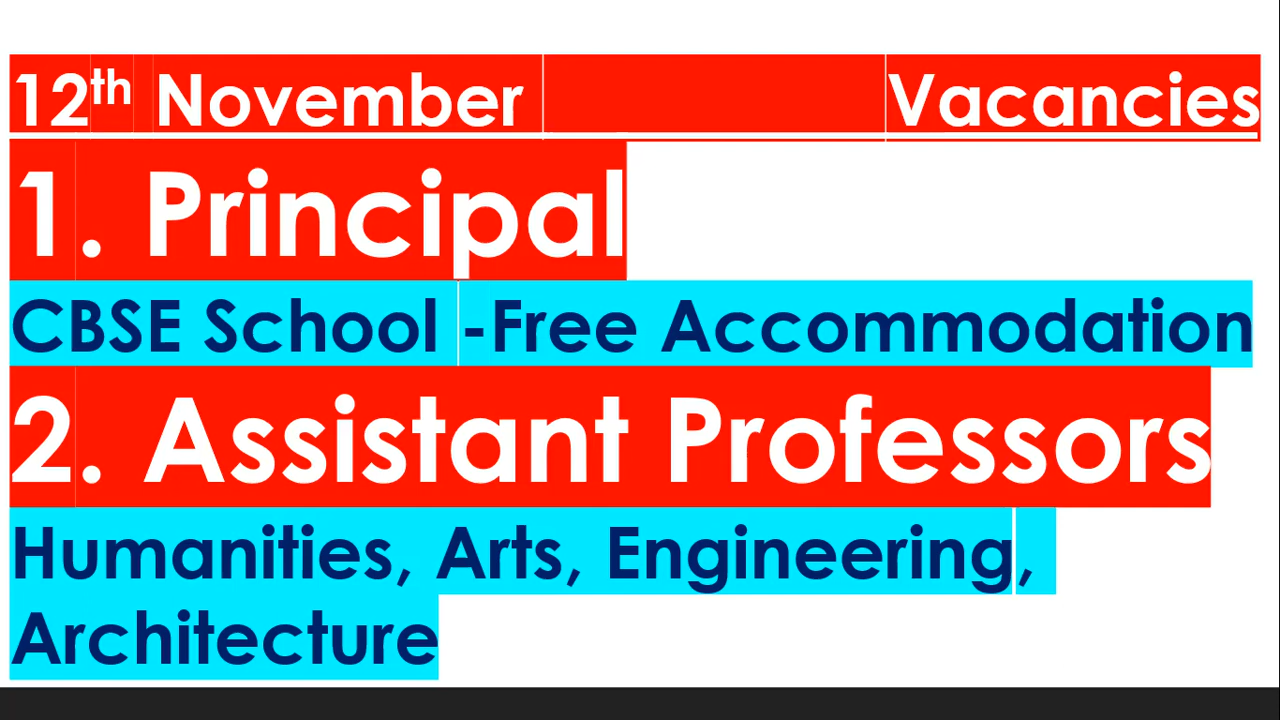 12th November Vacancies
1. Principal
CBSE School -Free Accommodation
2. Assistant Professors
Humanities, Arts, Engineering,
Architecture